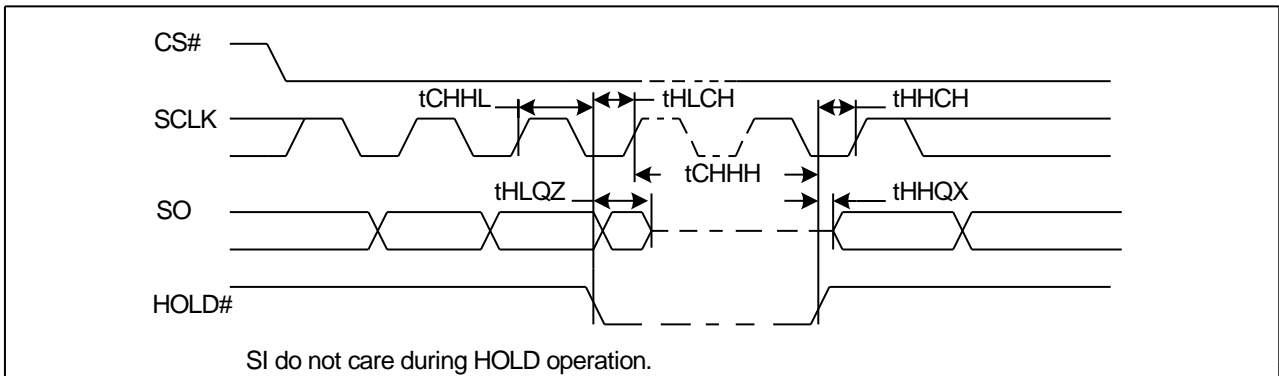 CS#
tCHHL
tHLCH
tHHCH
SCLK
tCHHH
tHLQZ
tHHQX
SO
HOLD#
SI do not care during HOLD operation.